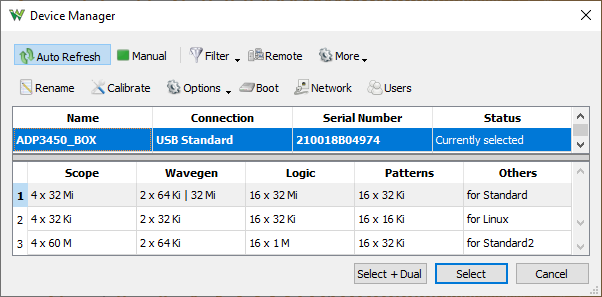 Device Manager
Auto Refresh Manual Filter Remote More
Rename Calibrate Options Boot Network Users
Name Connection Serial Number Status
ADP3450_BOX USB Standard 210018B04974 Currently selected
Scope Wavegen Logic Patterns Others
1 4 x 32 Mi 2 x 64 Ki | 32 Mi 16 x 32 Mi 16 x 32 Ki for Standard
2 4 x 32 Ki 2 x 32 Ki 16 x 32 Ki 16 x 16 Ki for Linux
3 4 x 60 M 2 x 64 Ki 16 x 1 M 16 x 32 Ki for Standard2
Select + Dual Select Cancel